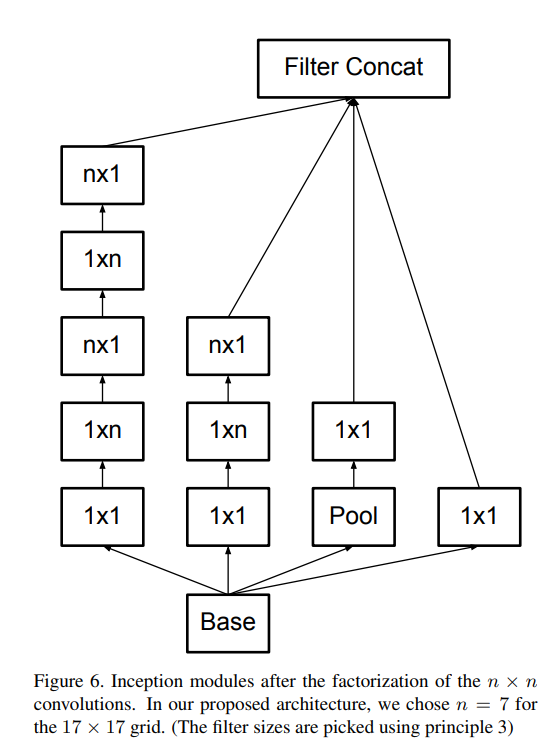 Filter Concat
nx1
1xn
nx1
nx1
1xn
1xn
1x1
1x1
1x1
Pool
1x1
Base
Figure 6. Inception modules after the factorization of the n × n
convolutions. In our proposed architecture, we chose n = 7 for
the 17 × 17 grid. (The filter sizes are picked using principle 3)